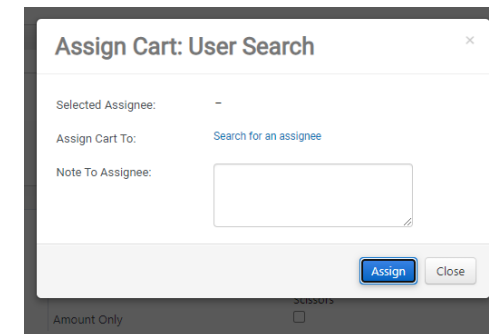 Assign Cart: User Search ×
Selected Assignee: –
Assign Cart To: Search for an assignee
Note To Assignee:
Assign Close
Scissors
Amount Only